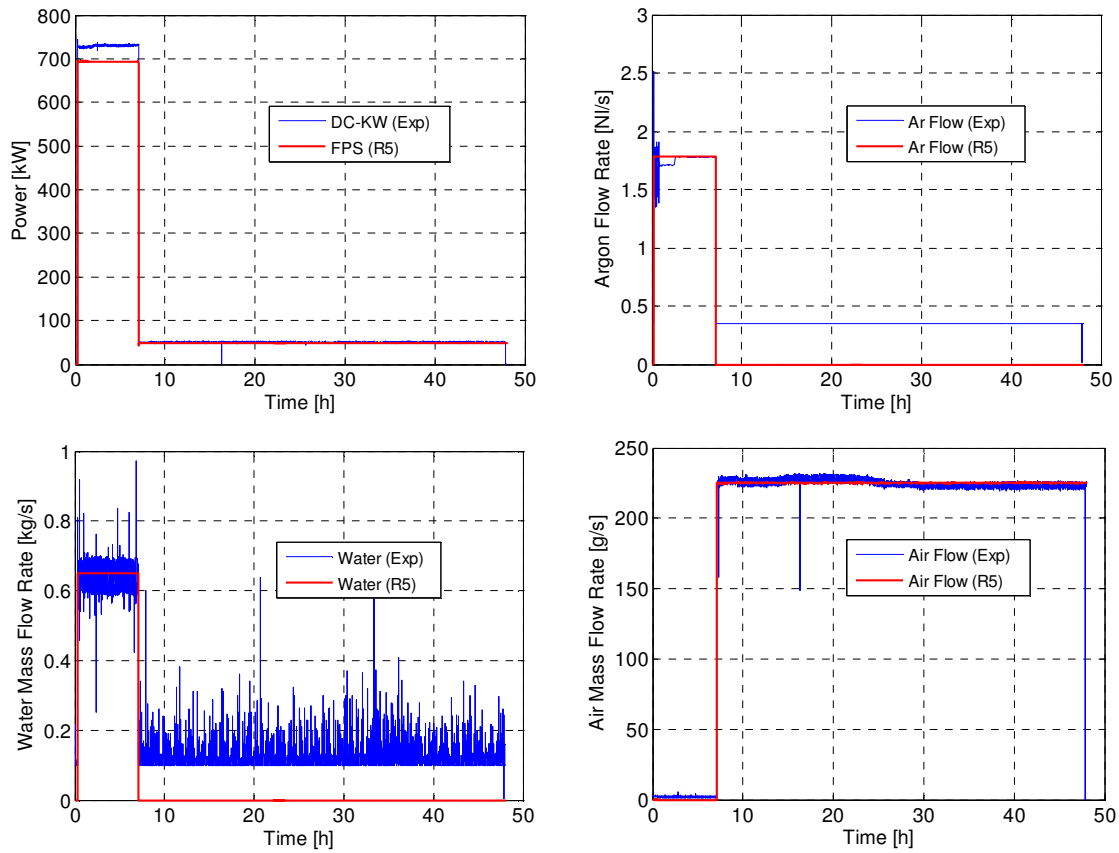 800
700
600
500
400
300
200
100
0
Power [kW]
DC-KW (Exp)
FPS (R5)
0 10 20 30 40 50
Time [h]
3
2.5
2
1.5
1
0.5
0
Argon Flow Rate [Nl/s]
Ar Flow (Exp)
Ar Flow (R5)
0 10 20 30 40 50
Time [h]
1
0.8
0.6
0.4
0.2
0
Water Mass Flow Rate [kg/s]
Water (Exp)
Water (R5)
0 10 20 30 40 50
Time [h]
250
200
150
100
50
0
Air Mass Flow Rate [g/s]
Air Flow (Exp)
Air Flow (R5)
0 10 20 30 40 50
Time [h]